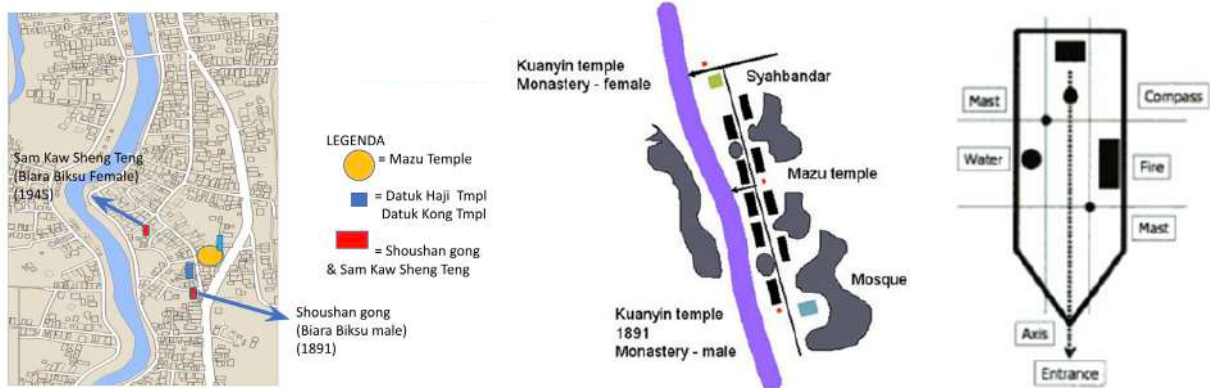 Sam Kaw Sheng Teng
(Biara Biksu Female)
(1945)
LEGENDA
= Mazu Temple
= Datuk Haji Tmpl
Datuk Kong Tmpl
= Shoushan gong
& Sam Kaw Sheng Teng
Shoushan gong
(Biara Biksu male)
(1891)
Kuanyin temple
Monastery - female
Syahbandar
Mazu temple
Mosque
Kuanyin temple
1891
Monastery - male
Mast
Compass
Water
Fire
Mast
Axis
Entrance